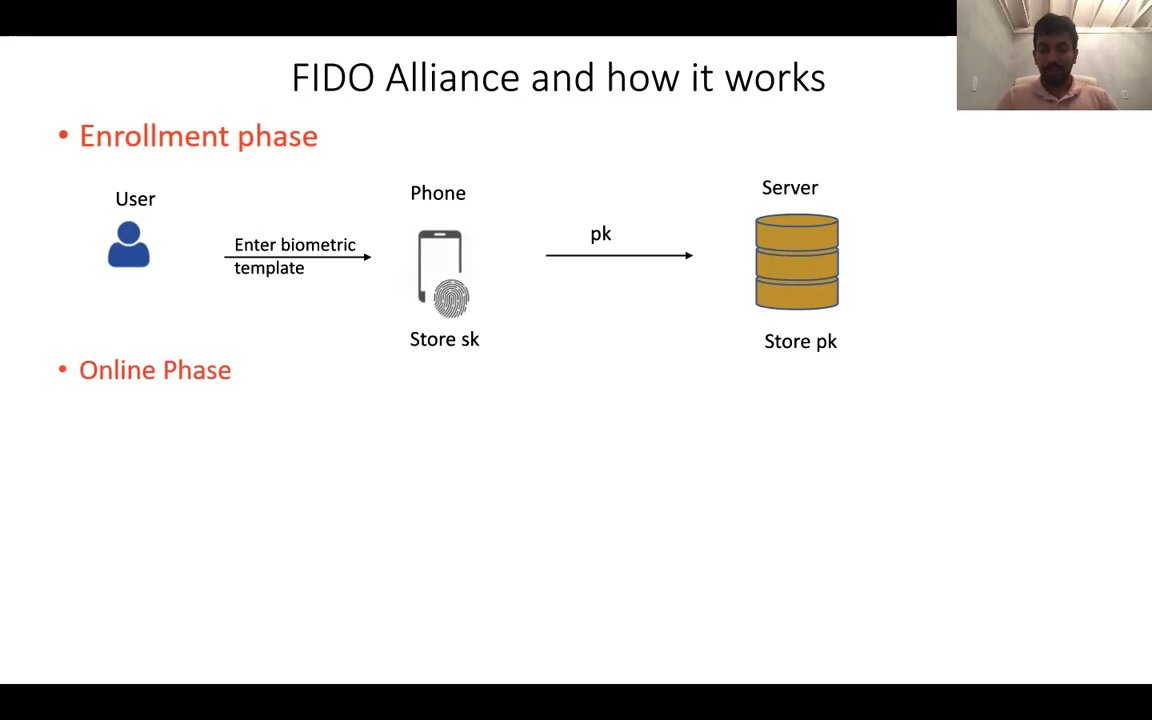 FIDO Alliance and how it works
• Enrollment phase
User
Phone
Server
Enter biometric
template
pk
Store sk
Store pk
• Online Phase